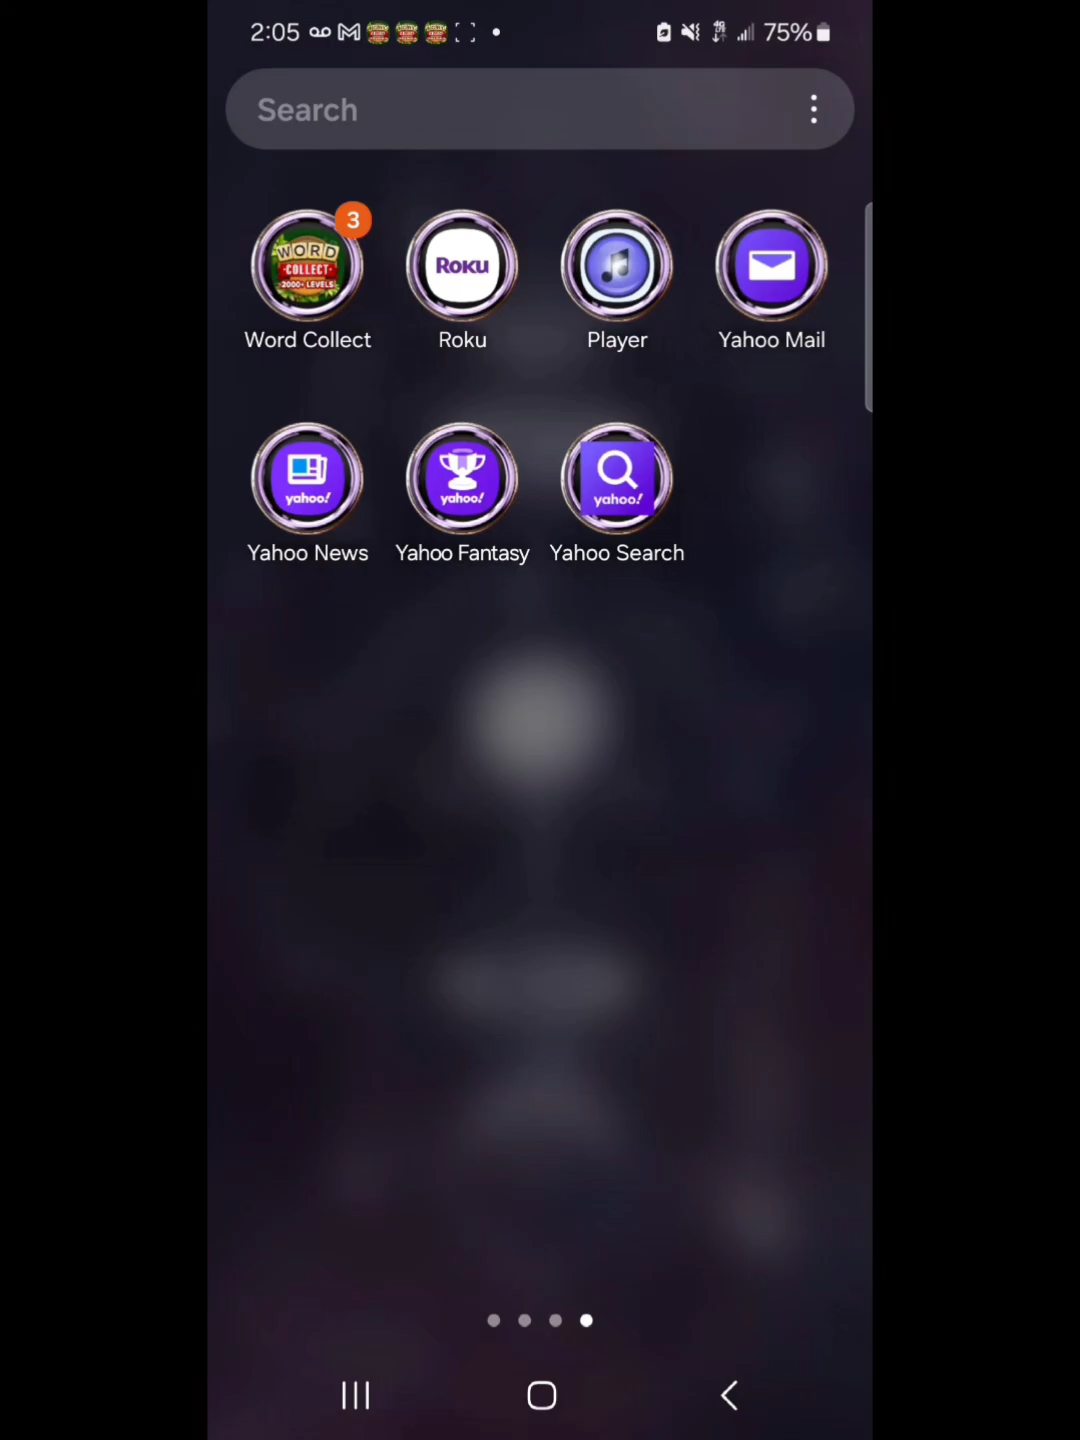 2:05 75%
Search
WORD
COLLECT
2000+ LEVELS
3
Word Collect
ROKU
Roku
Player
Yahoo Mail
yahoo!
Yahoo News
yahoo!
Yahoo Fantasy
yahoo!
Yahoo Search